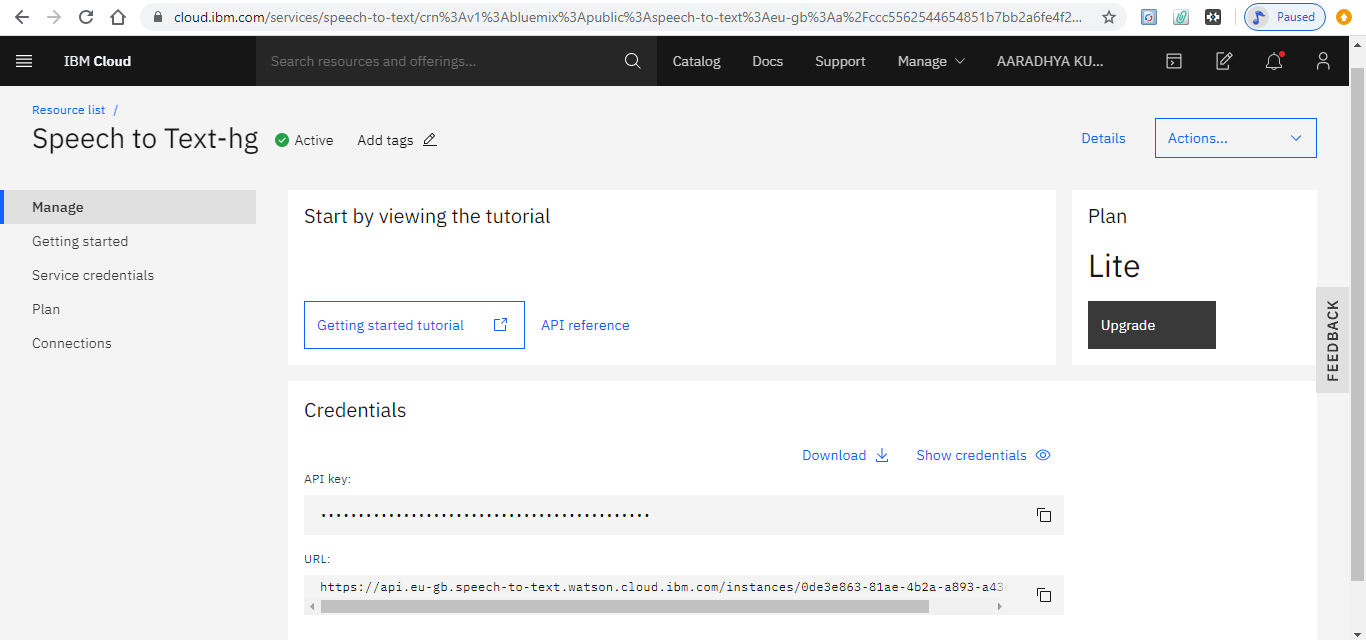 cloud.ibm.com/services/speech-to-text/crn%3Av1%3Abluemix%3Apublic%3Aspeech-to-text%3Aeu-gb%3Aa%2Fccc5562544654851b7bb2a6fe4f2... Paused
IBM Cloud Search resources and offerings... Catalog Docs Support Manage AARADHYA KU...
Resource list /
Speech to Text-hg Active Add tags Details Actions...
Manage
Getting started
Service credentials
Plan
Connections
Start by viewing the tutorial
Getting started tutorial API reference
Plan
Lite
Upgrade
FEEDBACK
Credentials
Download Show credentials
API key:
URL:
https://api.eu-gb.speech-to-text.watson.cloud.ibm.com/instances/0de3e863-81ae-4b2a-a893-a43